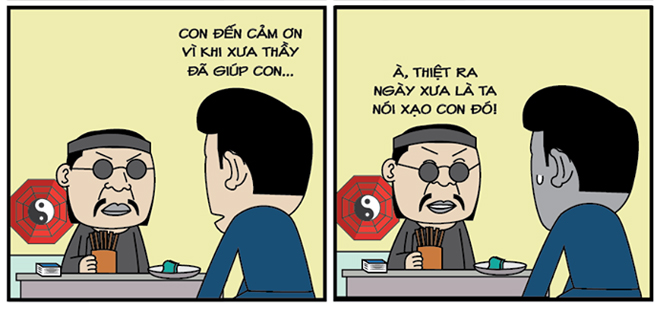 CON ĐẾN CẢM ƠN
VÌ KHI XƯA THẦY
ĐÃ GIÚP CON...
À, THIỆT RA
NGÀY XƯA LÀ TA
NÓI XẠO CON ĐÓ!